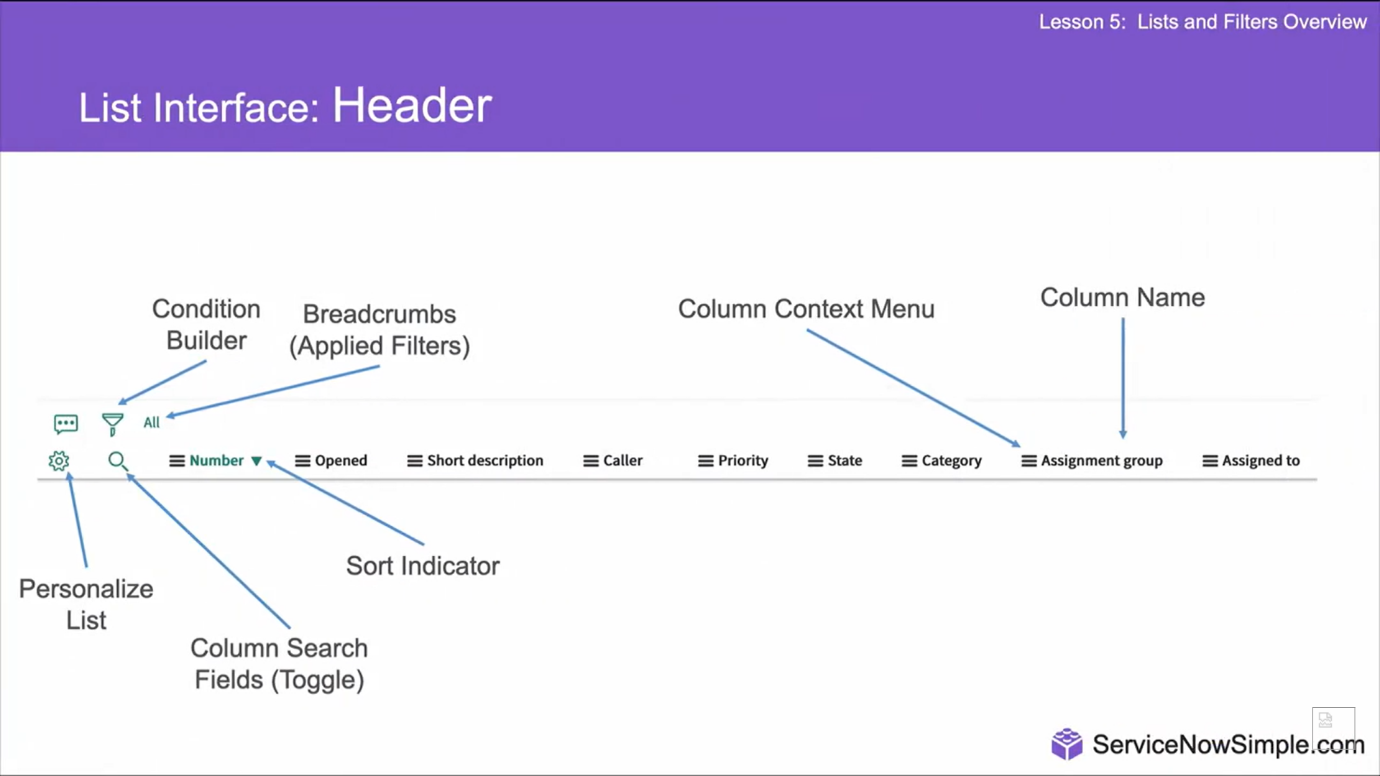 Lesson 5: Lists and Filters Overview
List Interface: Header
Condition
Builder
Breadcrumbs
(Applied Filters)
Column Context Menu
Column Name
All
Number
Opened
Short description
Caller
Priority
State
Category
Assignment group
Assigned to
Sort Indicator
Personalize
List
Column Search
Fields (Toggle)
ServiceNowSimple.com